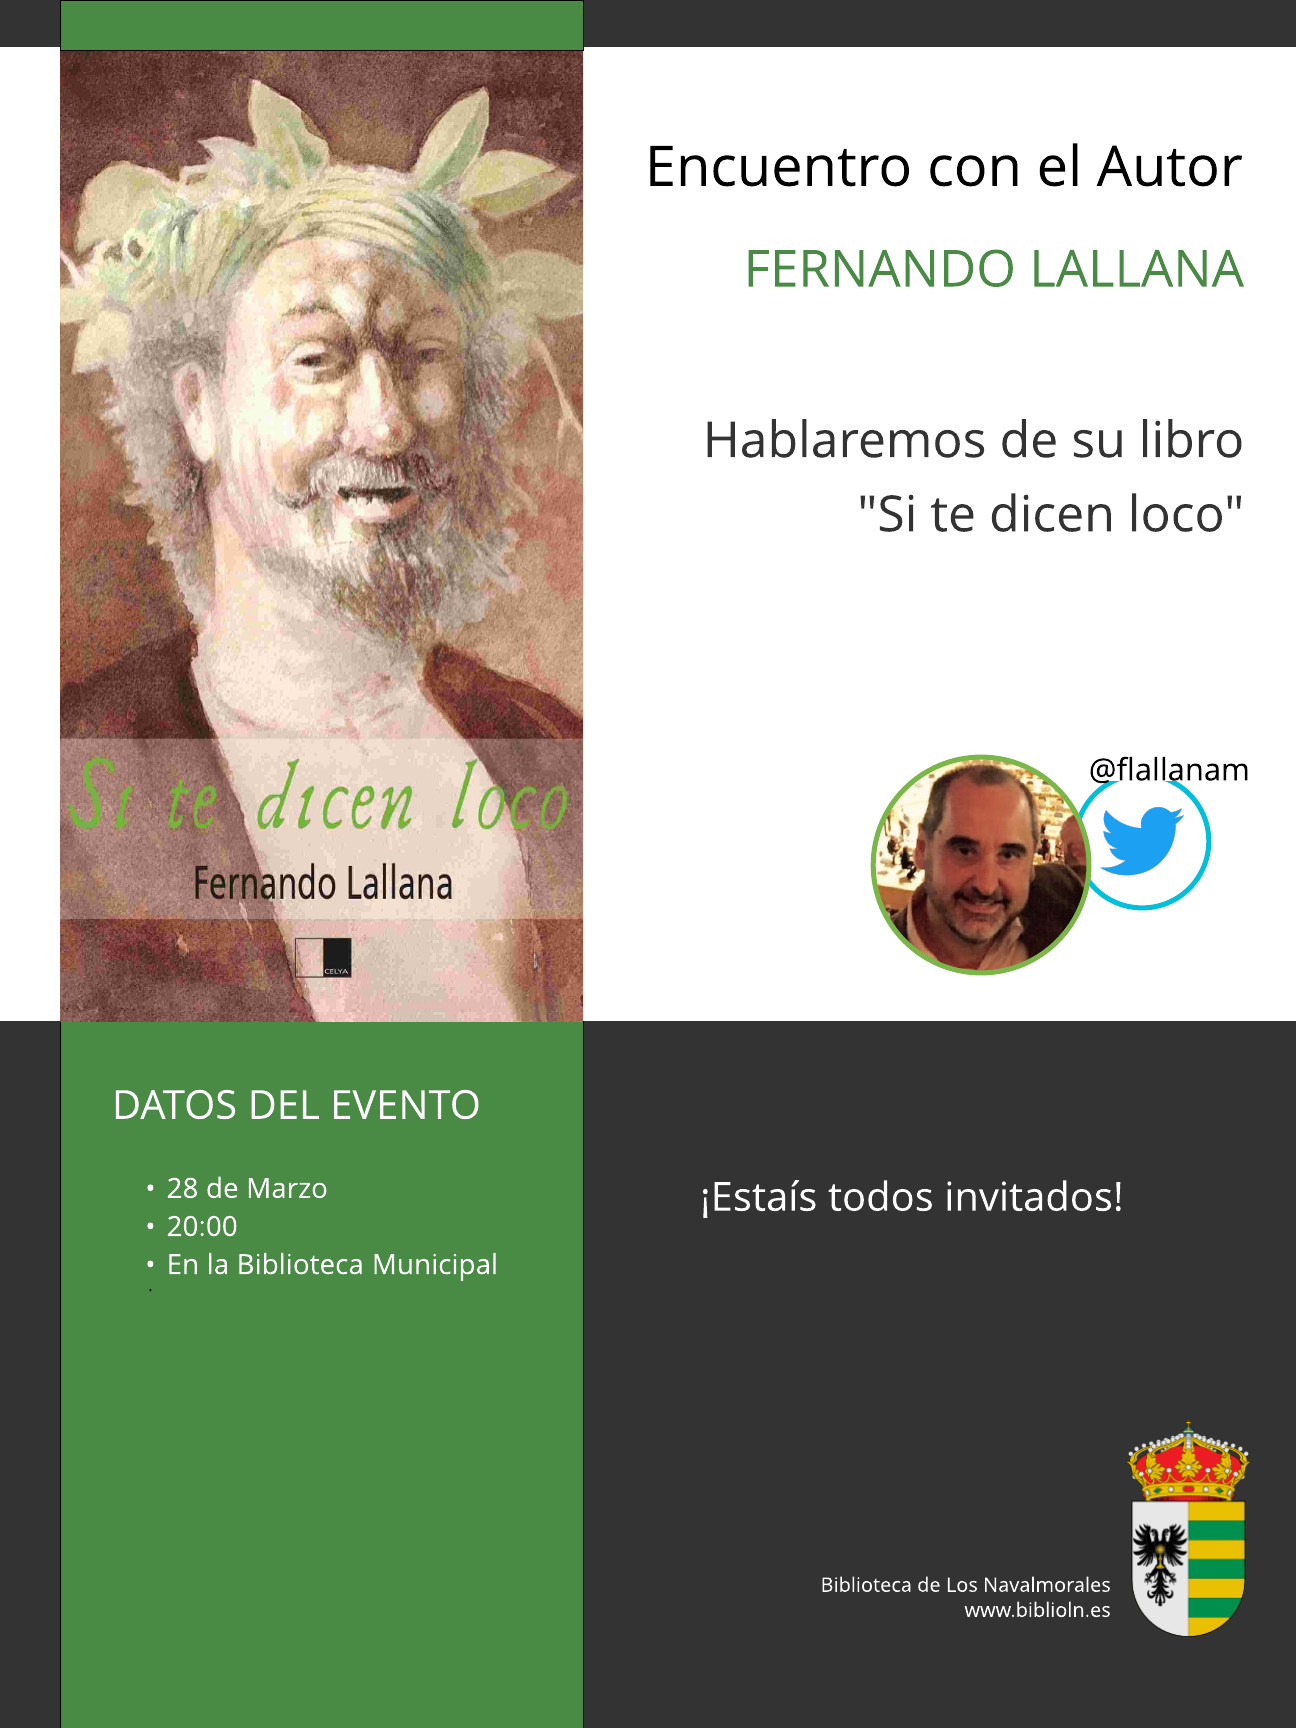 Encuentro con el Autor
FERNANDO LALLANA
Hablaremos de su libro
"Si te dicen loco"
@flallanam
Si te dicen loco
Fernando Lallana
CELYA
DATOS DEL EVENTO
• 28 de Marzo
• 20:00
• En la Biblioteca Municipal
¡Estaís todos invitados!
Biblioteca de Los Navalmorales
www.biblioln.es